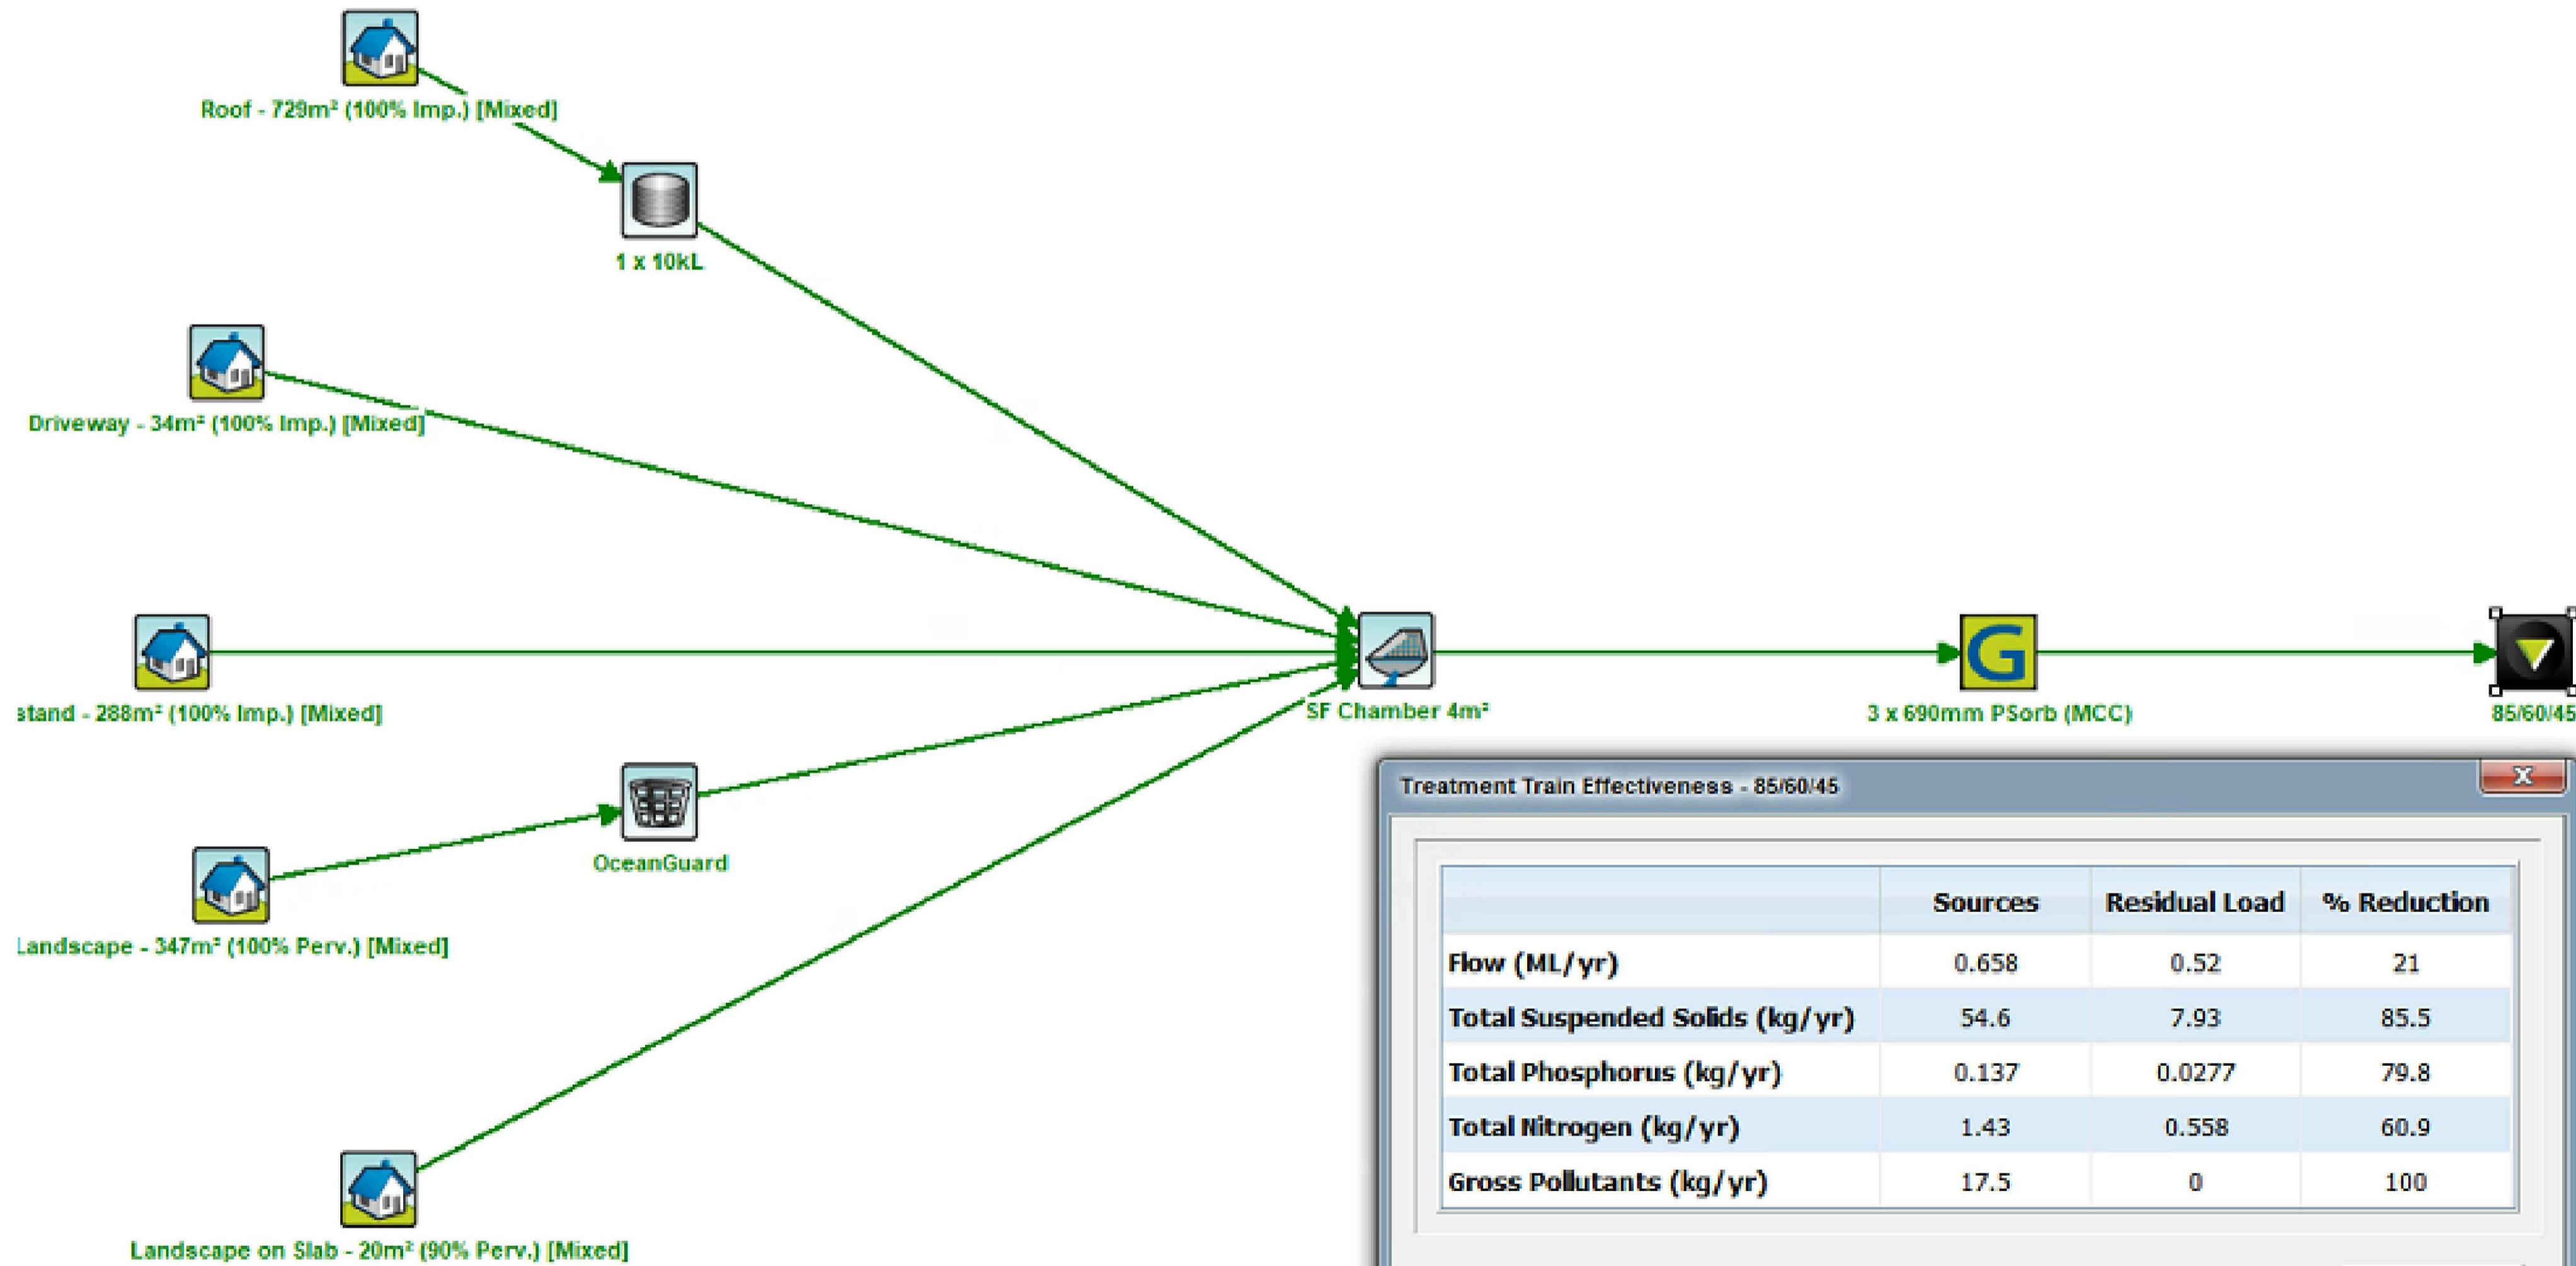 Roof - 729m² (100% Imp.) [Mixed]
1 x 10kL
Driveway - 34m² (100% Imp.) [Mixed]
stand - 288m² (100% Imp.) [Mixed]
SF Chamber 4m²
G
3 x 690mm PSorb (MCC)
85/60/45
OceanGuard
Landscape - 347m² (100% Perv.) [Mixed]
Landscape on Slab - 20m² (90% Perv.) [Mixed]
Treatment Train Effectiveness - 85/60/45
X
Sources Residual Load % Reduction
Flow (ML/yr) 0.658 0.52 21
Total Suspended Solids (kg/yr) 54.6 7.93 85.5
Total Phosphorus (kg/yr) 0.137 0.0277 79.8
Total Nitrogen (kg/yr) 1.43 0.558 60.9
Gross Pollutants (kg/yr) 17.5 0 100